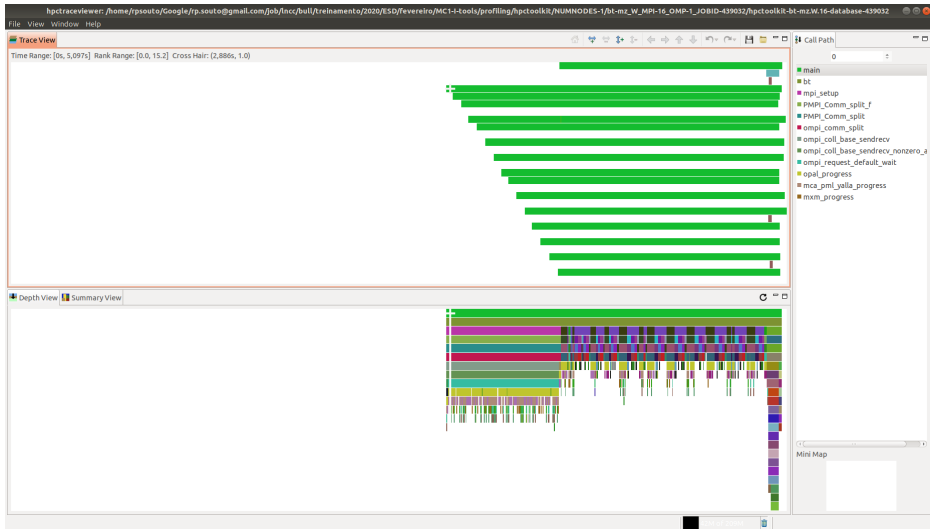 hpctraceviewer: /home/rpsouto/Google/rp.souto@gmail.com/job/lncc/bull/treinamento/2020/ESD/fevereiro/MC1-I-tools/profiling/hpctoolkit/NUMNODES-1/bt-mz_W_MPI-16_OMP-1_JOBID-439032/hpctoolkit-bt-mz.W.16-database-439032
File View Window Help
Trace View
Time Range: [0s, 5,097s] Rank Range: [0.0, 15.2] Cross Hair: (2,886s, 1.0)
Call Path
0
main
bt
mpi_setup
PMPI_Comm_split_f
PMPI_Comm_split
ompi_comm_split
ompi_coll_base_sendrecv
ompi_coll_base_sendrecv_nonzero_a
ompi_request_default_wait
opal_progress
mca_pml_yalla_progress
mxm_progress
Depth View Summary View
Mini Map